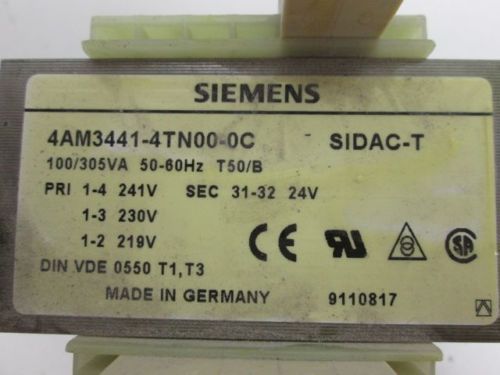 SIEMENS
4AM3441-4TN00-0C SIDAC-T
100/305VA 50-60Hz T50/B
PRI 1-4 241V SEC 31-32 24V
1-3 230V
1-2 219V
DIN VDE 0550 T1,T3
MADE IN GERMANY 9110817